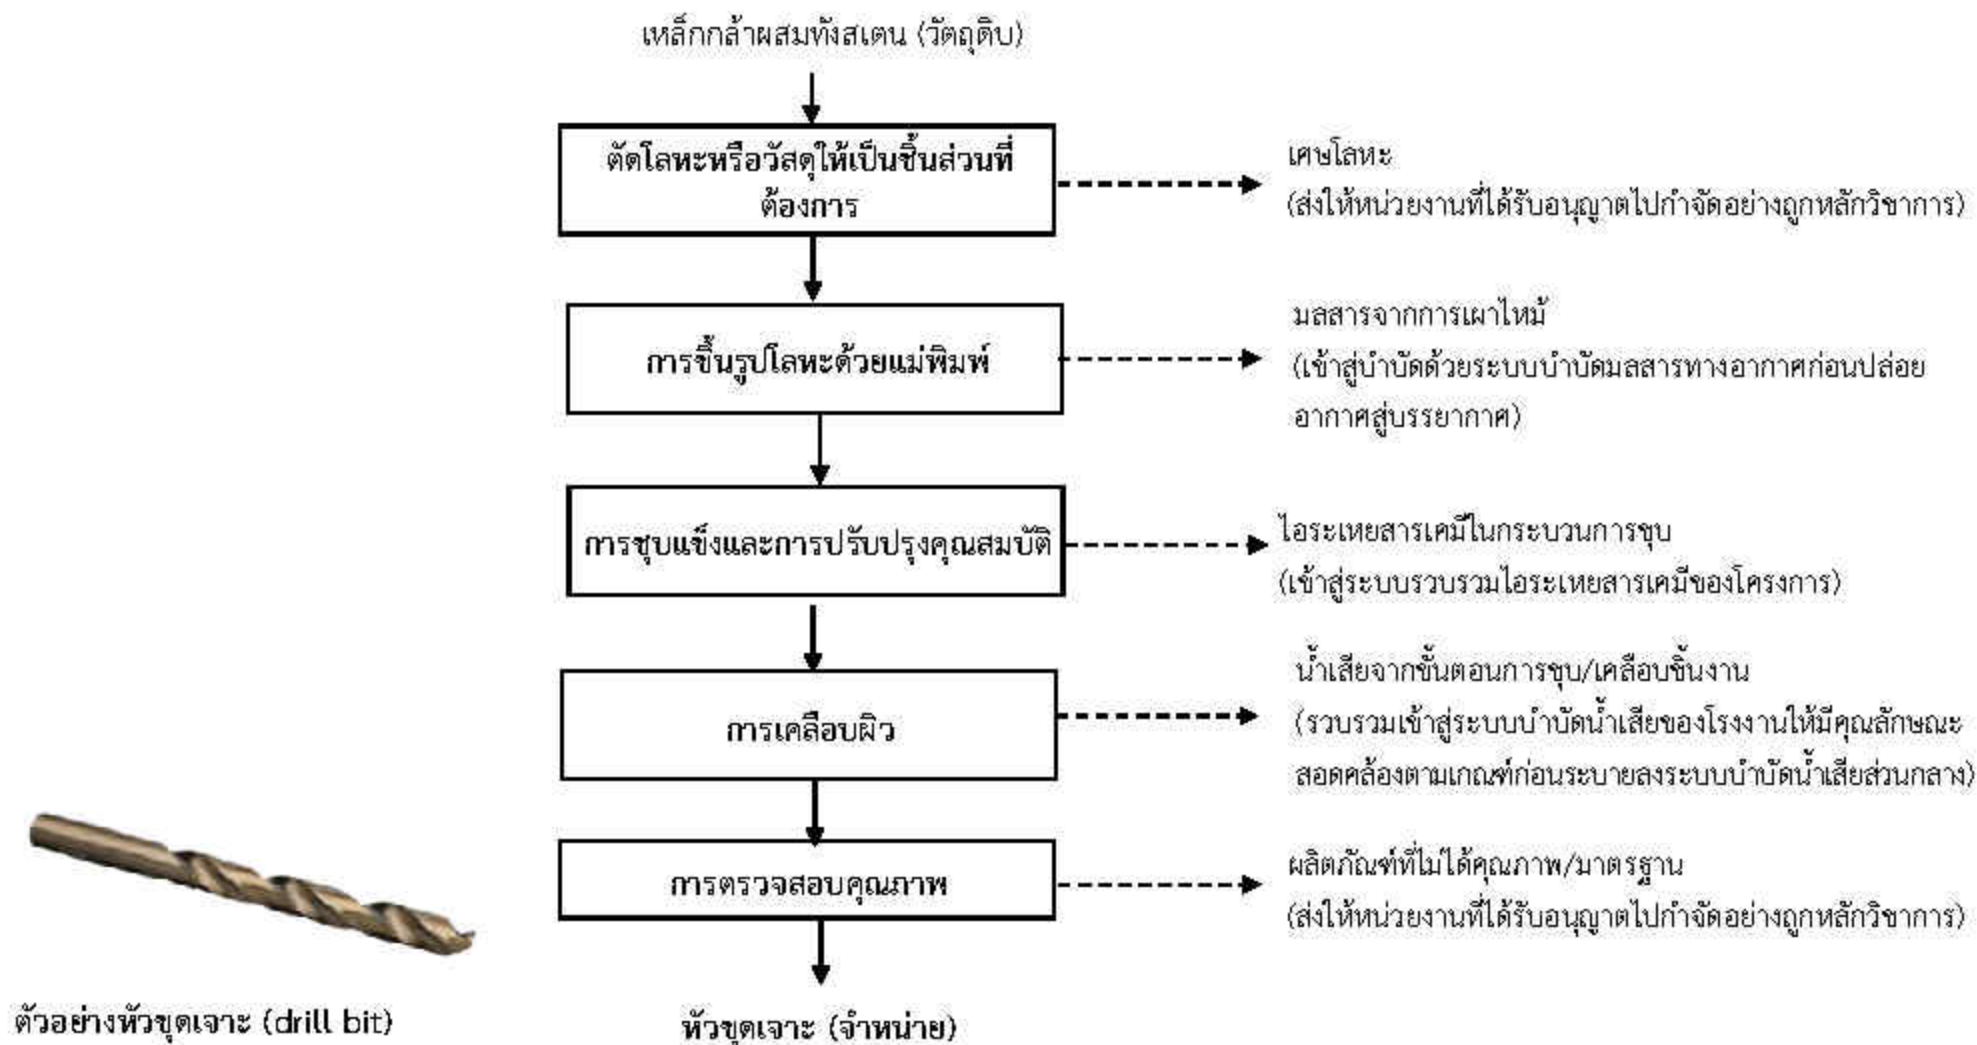 เหล็กกล้าผสมทังสเตน (วัตถุดิบ)
ตัดโลหะหรือวัสดุให้เป็นชิ้นส่วนที่
ต้องการ
เศษโลหะ
(ส่งให้หน่วยงานที่ได้รับอนุญาตไปกำจัดอย่างถูกหลักวิชาการ)
การขึ้นรูปโลหะด้วยแม่พิมพ์
มลสารจากการเผาไหม้
(เข้าสู่บำบัดด้วยระบบบำบัดมลสารทางอากาศก่อนปล่อย
อากาศสู่บรรยากาศ)
การชุบแข็งและการปรับปรุงคุณสมบัติ
ไอระเหยสารเคมีในกระบวนการชุบ
(เข้าสู่ระบบรวบรวมไอระเหยสารเคมีของโครงการ)
การเคลือบผิว
น้ำเสียจากขั้นตอนการชุบ/เคลือบชิ้นงาน
(รวบรวมเข้าสู่ระบบบำบัดน้ำเสียของโรงงานให้มีคุณลักษณะ
สอดคล้องตามเกณฑ์ก่อนระบายลงระบบบำบัดน้ำเสียส่วนกลาง)
การตรวจสอบคุณภาพ
ผลิตภัณฑ์ที่ไม่ได้คุณภาพ/มาตรฐาน
(ส่งให้หน่วยงานที่ได้รับอนุญาตไปกำจัดอย่างถูกหลักวิชาการ)
ตัวอย่างหัวขุดเจาะ (drill bit)
หัวขุดเจาะ (จำหน่าย)